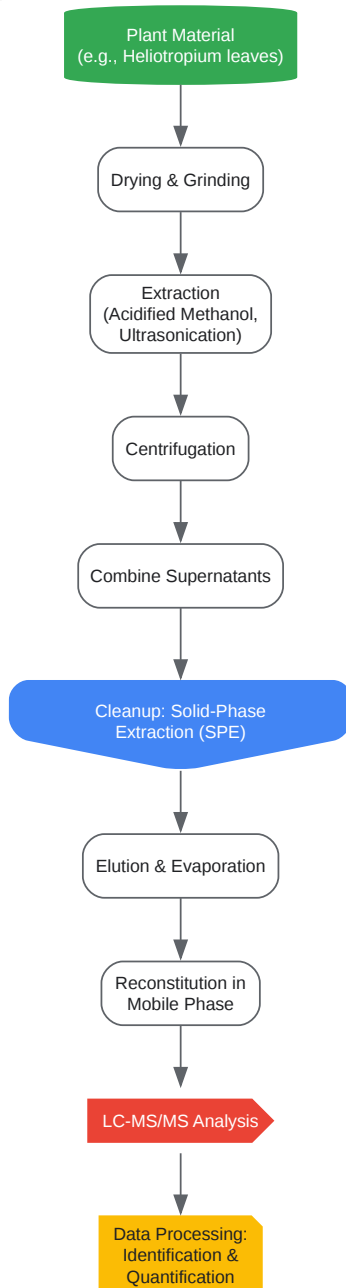 Plant Material
(e.g., Heliotropium leaves)
Drying & Grinding
Extraction
(Acidified Methanol,
Ultrasonication)
Centrifugation
Combine Supernatants
Cleanup: Solid-Phase
Extraction (SPE)
Elution & Evaporation
Reconstitution in
Mobile Phase
LC-MS/MS Analysis
Data Processing:
Identification &
Quantification